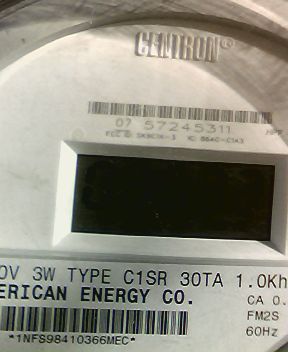 CENTRON®
07 57245311
0V 3W TYPE C1SR 30TA 1.0Kh
ERICAN ENERGY CO.
CA 0.
FM2S
60Hz
*1NFS98410366MEC*